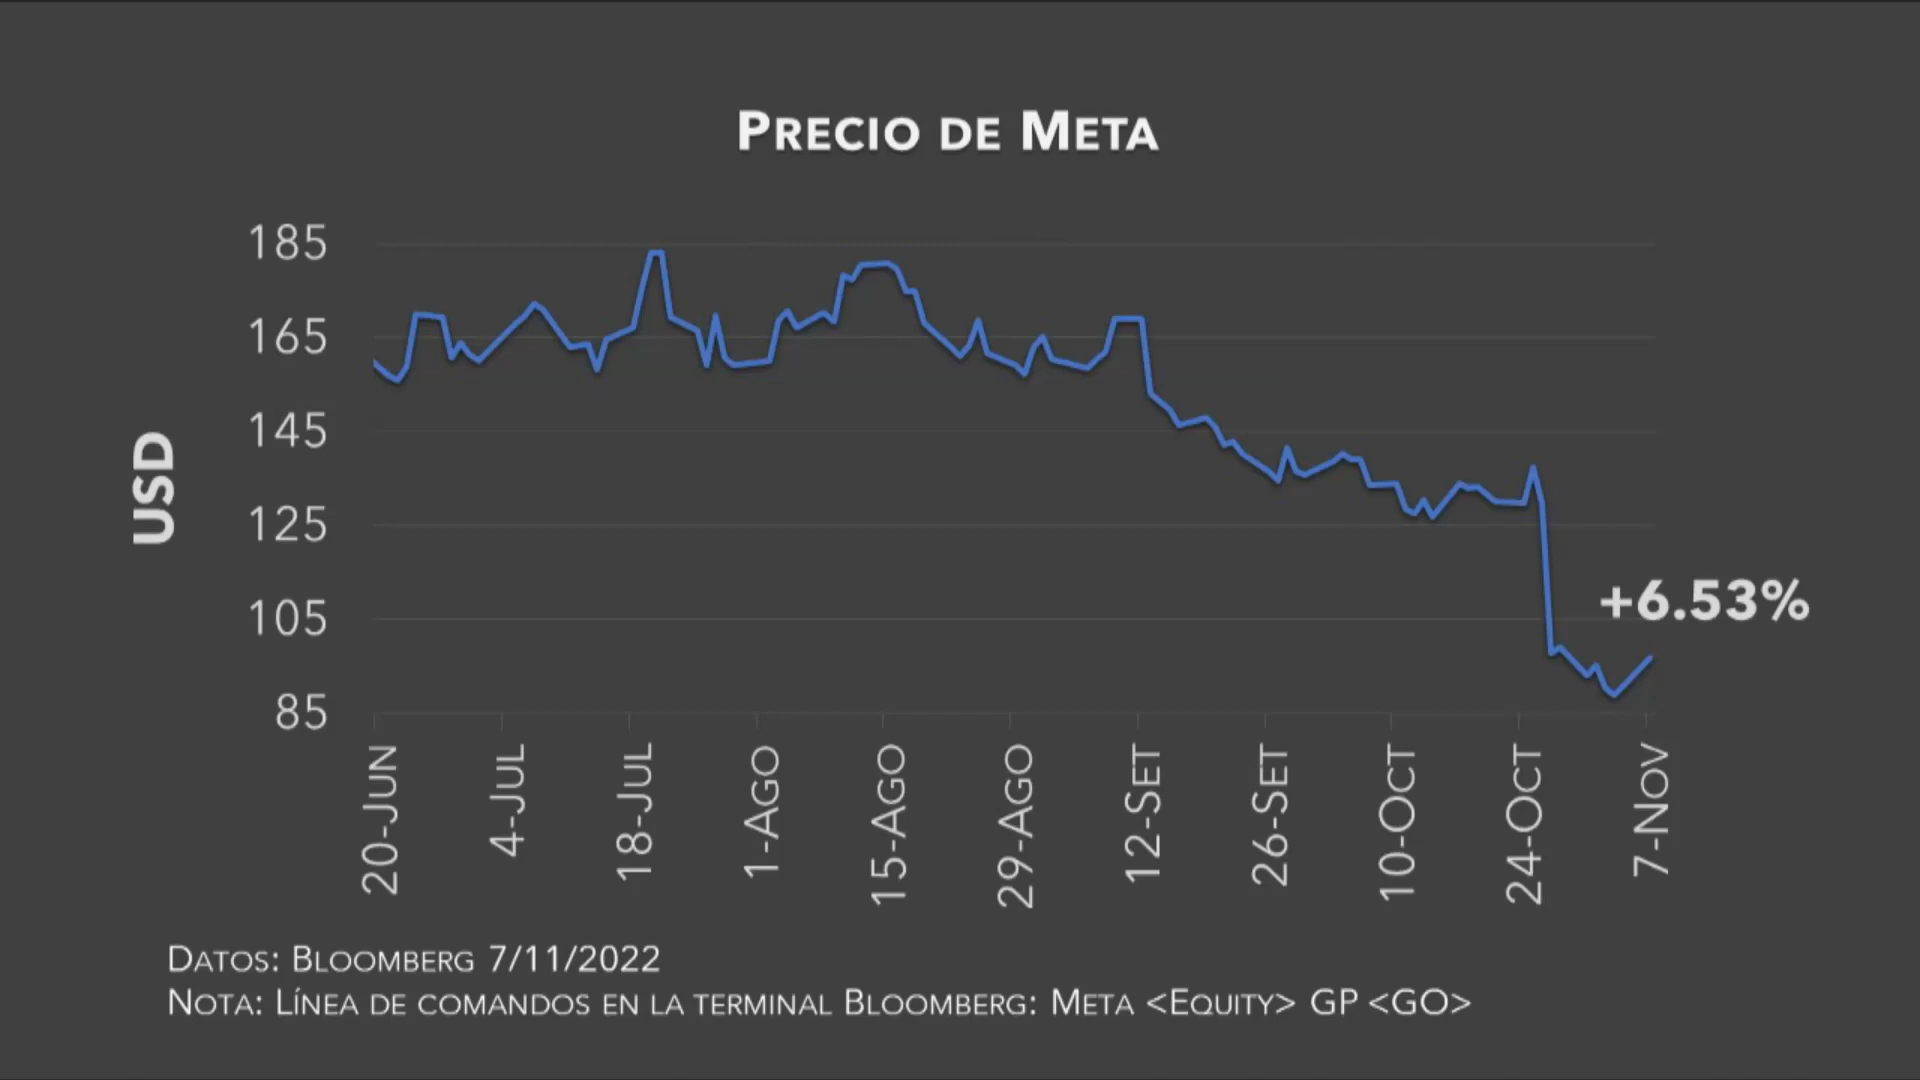 Precio de Meta
185
165
145
125
105
85
USD
+6.53%
20-Jun
4-Jul
18-Jul
1-Ago
15-Ago
29-Ago
12-Set
26-Set
10-Oct
24-Oct
7-Nov
Datos: Bloomberg 7/11/2022
Nota: Línea de comandos en la terminal Bloomberg: Meta <Equity> GP <GO>